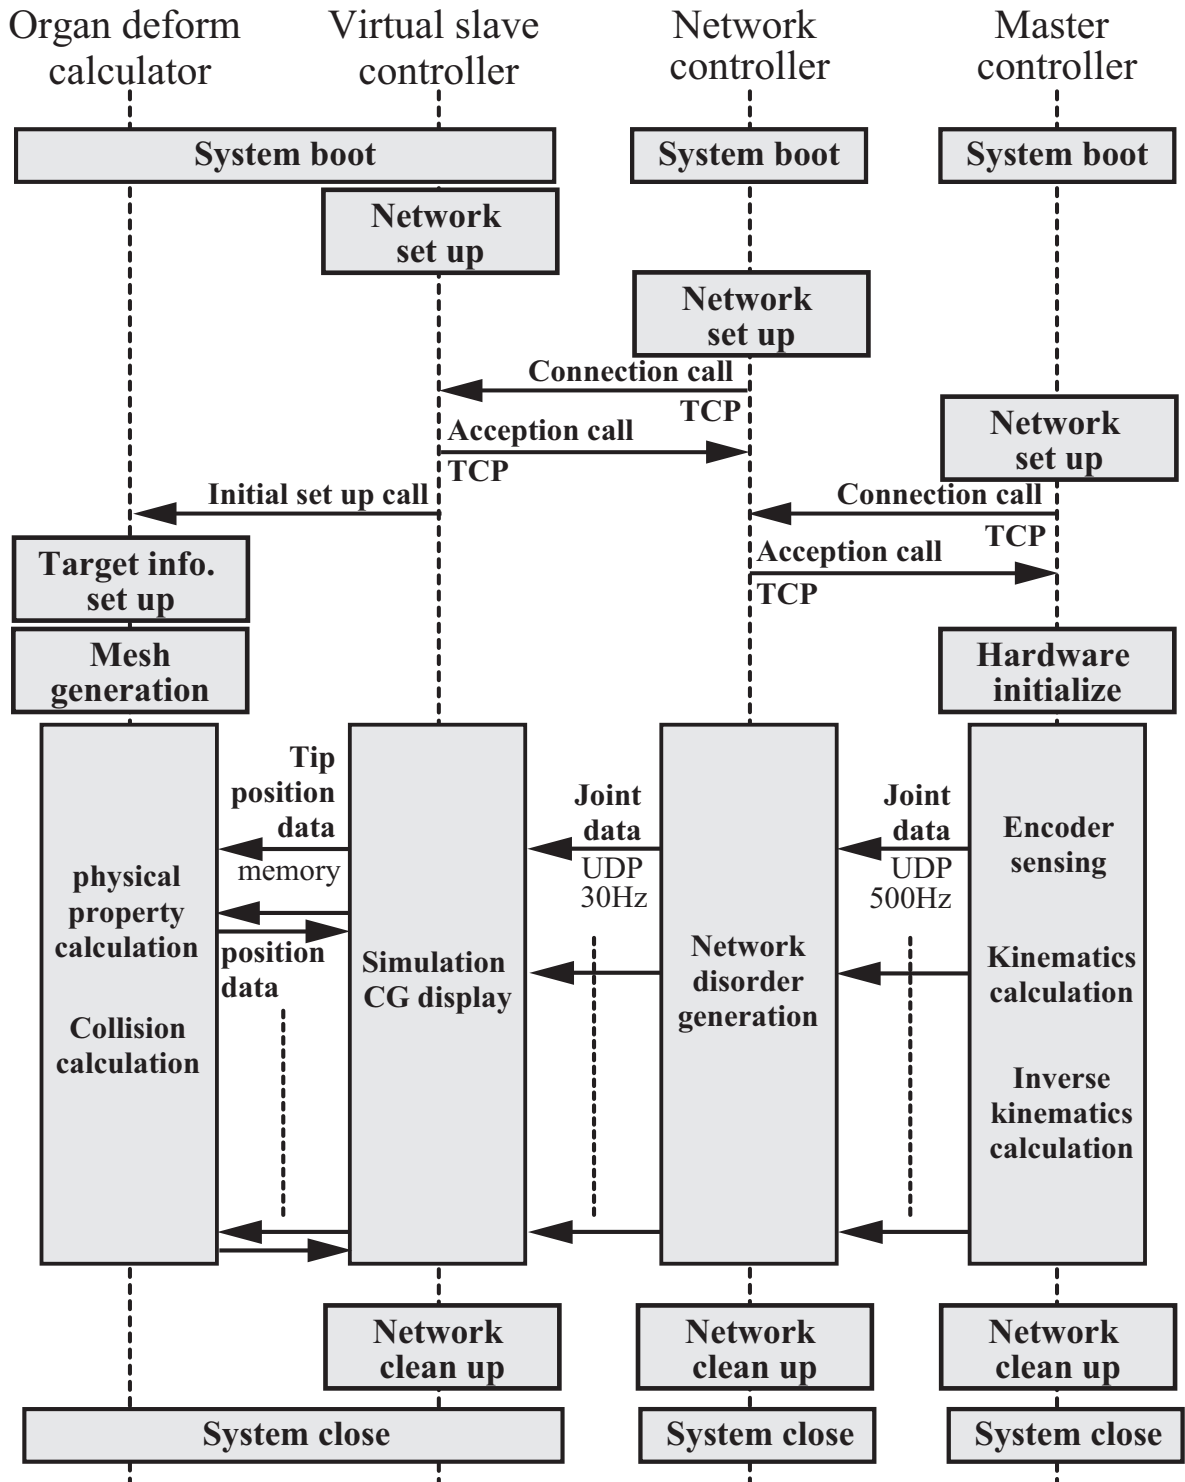 Organ deform
calculator
Virtual slave
controller
Network
controller
Master
controller
System boot
System boot
System boot
Network
set up
Network
set up
Connection call
TCP
Network
set up
Acception call
TCP
Initial set up call
Connection call
TCP
Acception call
TCP
Target info.
set up
Mesh
generation
Hardware
initialize
Tip
position
data
memory
position
data
physical
property
calculation
Collision
calculation
Simulation
CG display
Joint
data
UDP
30Hz
Network
disorder
generation
Joint
data
UDP
500Hz
Encoder
sensing
Kinematics
calculation
Inverse
kinematics
calculation
Network
clean up
Network
clean up
Network
clean up
System close
System close
System close